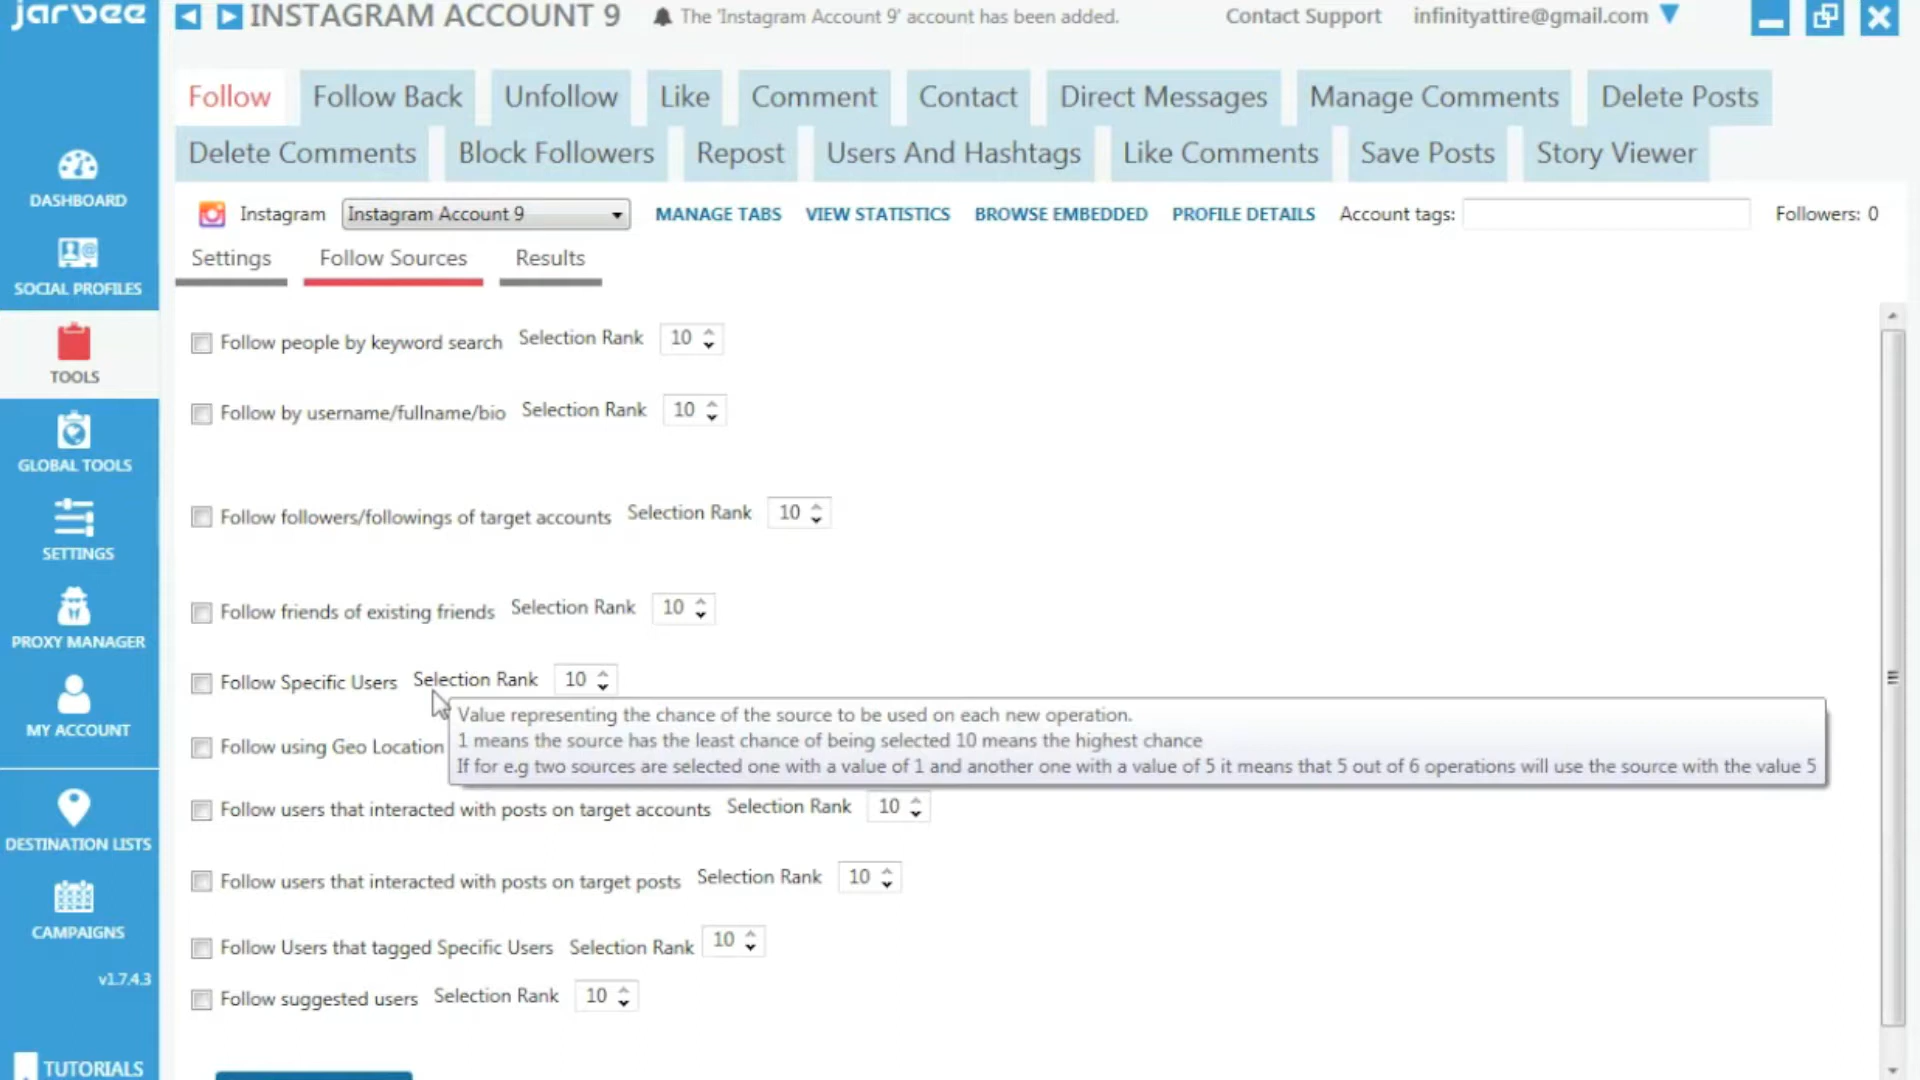 jarvee
INSTAGRAM ACCOUNT 9
The 'Instagram Account 9' account has been added.
Contact Support
infinityattire@gmail.com
Follow
Follow Back
Unfollow
Like
Comment
Contact
Direct Messages
Manage Comments
Delete Posts
Delete Comments
Block Followers
Repost
Users And Hashtags
Like Comments
Save Posts
Story Viewer
Instagram
Instagram Account 9
MANAGE TABS
VIEW STATISTICS
BROWSE EMBEDDED
PROFILE DETAILS
Account tags:
Followers: 0
Settings
Follow Sources
Results
DASHBOARD
SOCIAL PROFILES
TOOLS
GLOBAL TOOLS
SETTINGS
PROXY MANAGER
MY ACCOUNT
DESTINATION LISTS
CAMPAIGNS
v1.7.4.3
TUTORIALS
Follow people by keyword search Selection Rank 10
Follow by username/fullname/bio Selection Rank 10
Follow followers/followings of target accounts Selection Rank 10
Follow friends of existing friends Selection Rank 10
Follow Specific Users Selection Rank 10
Value representing the chance of the source to be used on each new operation.
1 means the source has the least chance of being selected 10 means the highest chance
If for e.g two sources are selected one with a value of 1 and another one with a value of 5 it means that 5 out of 6 operations will use the source with the value 5
Follow using Geo Location
Follow users that interacted with posts on target accounts Selection Rank 10
Follow users that interacted with posts on target posts Selection Rank 10
Follow Users that tagged Specific Users Selection Rank 10
Follow suggested users Selection Rank 10